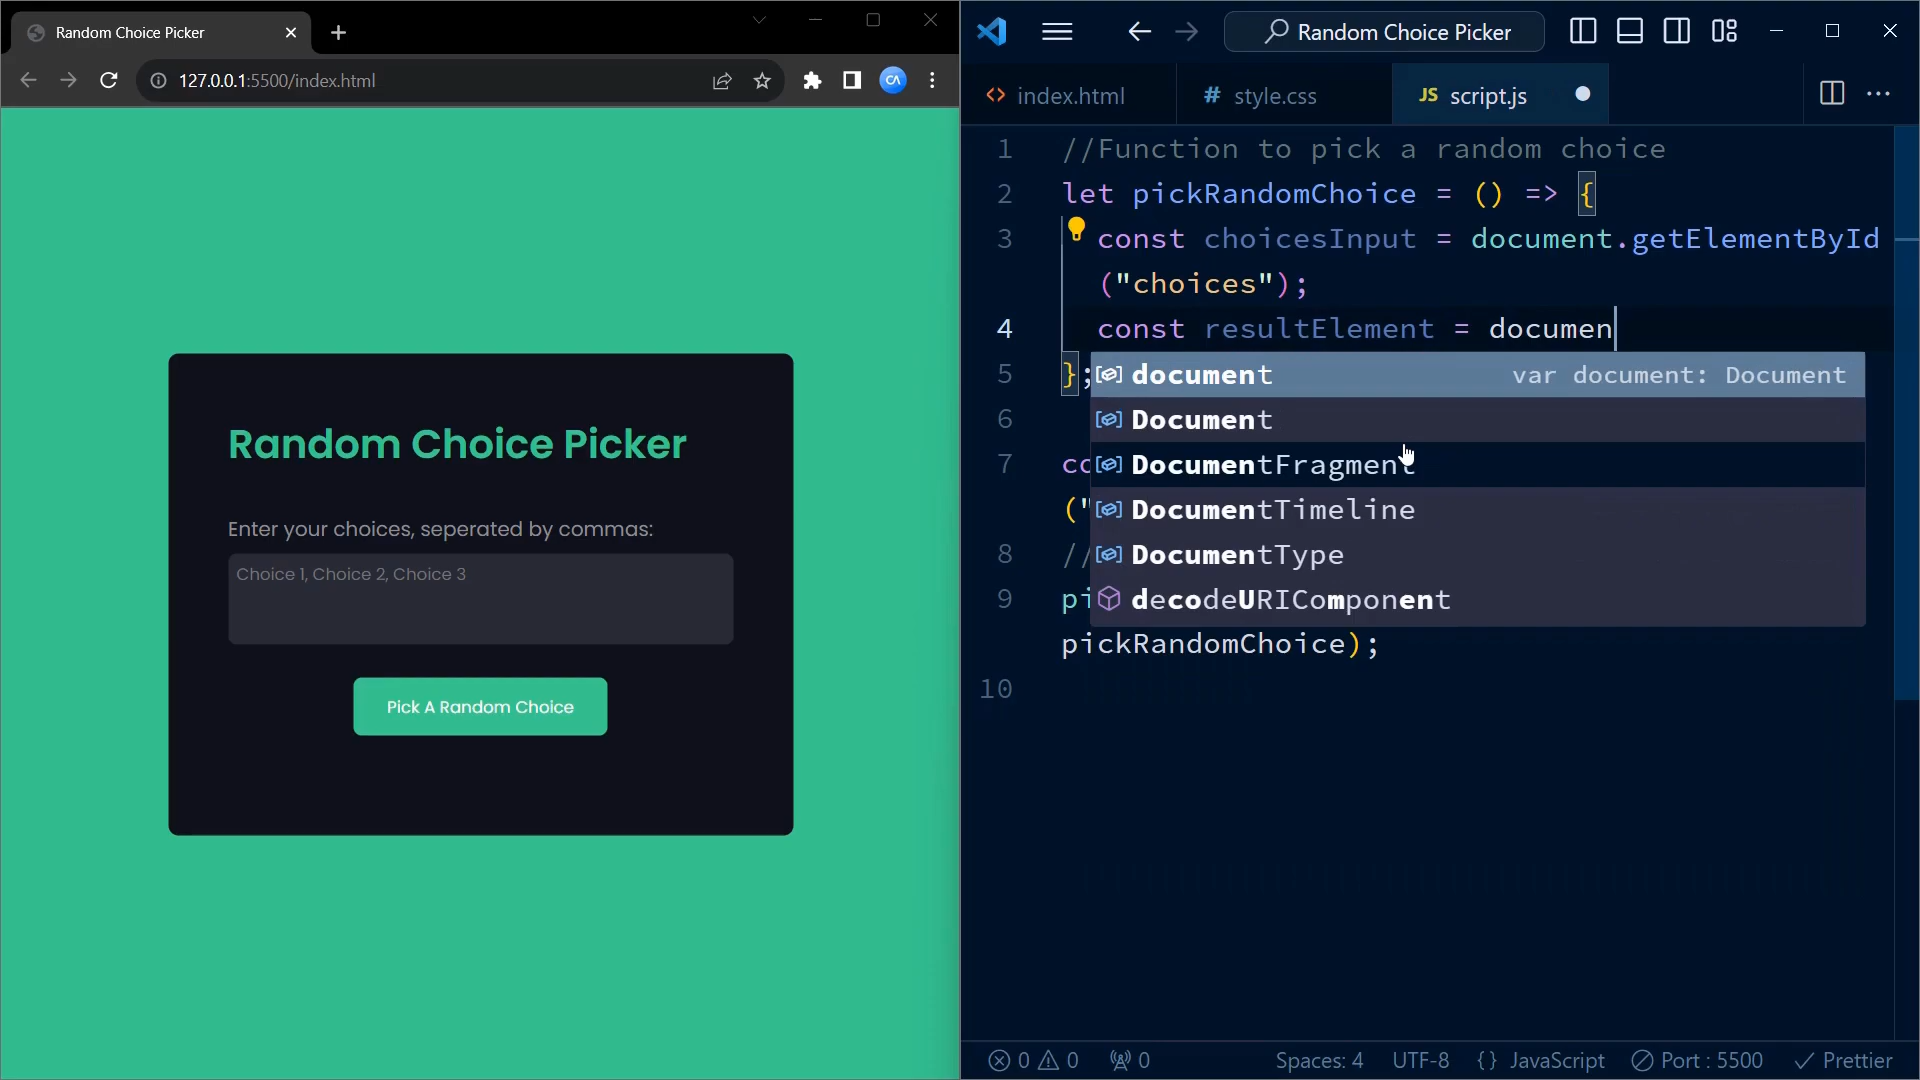 Random Choice Picker
127.0.0.1:5500/index.html
CA
Random Choice Picker
Enter your choices, seperated by commas:
Choice 1, Choice 2, Choice 3
Pick A Random Choice
Random Choice Picker
<> index.html
# style.css
JS script.js
1 //Function to pick a random choice
2 let pickRandomChoice = () => {
3 const choicesInput = document.getElementById
("choices");
4 const resultElement = documen
5 };
document var document: Document
6
Document
7 co
DocumentFragment
("
DocumentTimeline
8 //
DocumentType
9 pi
decodeURIComponent
pickRandomChoice);
10
0 0 0 Spaces: 4 UTF-8 {} JavaScript Port : 5500 Prettier